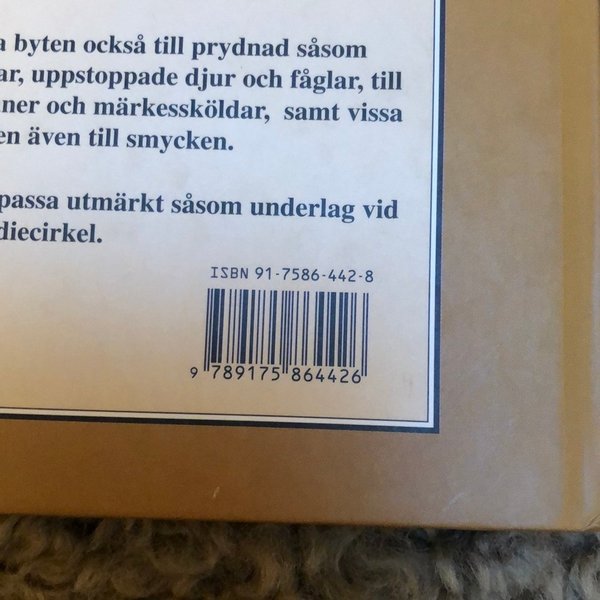 byten också till prydnad såsom
uppstoppade djur och fåglar, till
och märkessköldar, samt vissa
även till smycken.
passa utmärkt såsom underlag vid
ISBN 91-7586-442-8
9 789175 864426